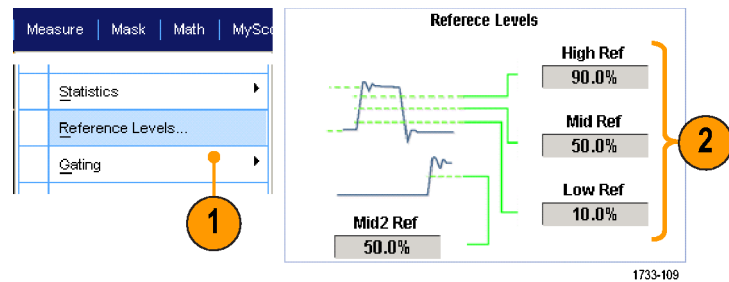 Measure | Mask | Math | MySc
Statistics
Reference Levels...
Gating
1
Referece Levels
High Ref
90.0%
Mid Ref
50.0%
Low Ref
10.0%
Mid2 Ref
50.0%
2
1733-109